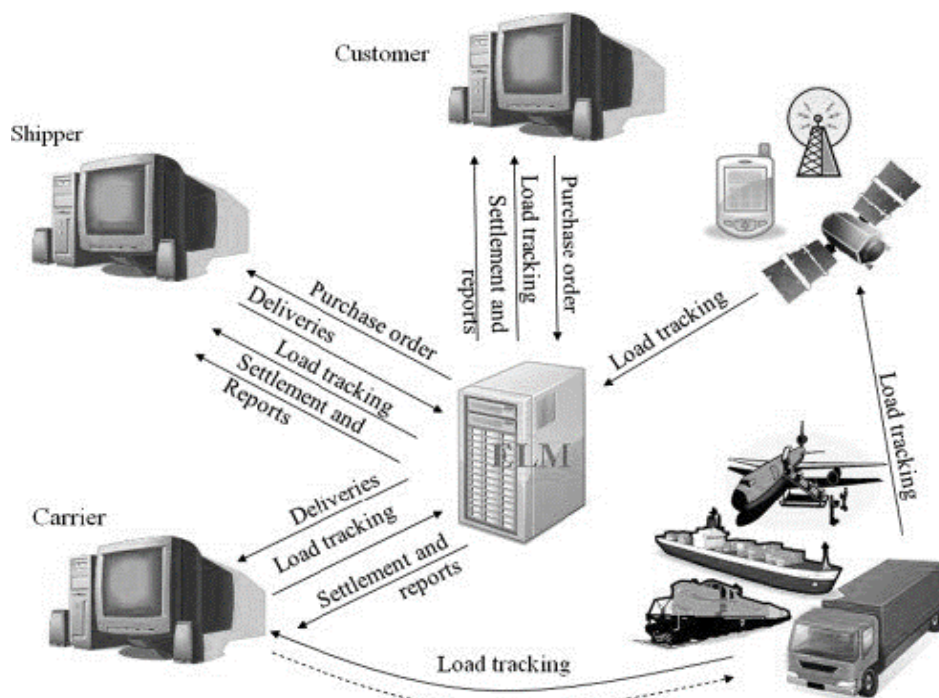 Customer
Shipper
Purchase order
Load tracking
Settlement and
reports
Purchase order
Deliveries
Load tracking
Settlement and
Reports
Load tracking
Load tracking
ELM
Carrier
Deliveries
Load tracking
Settlement and
reports
Load tracking